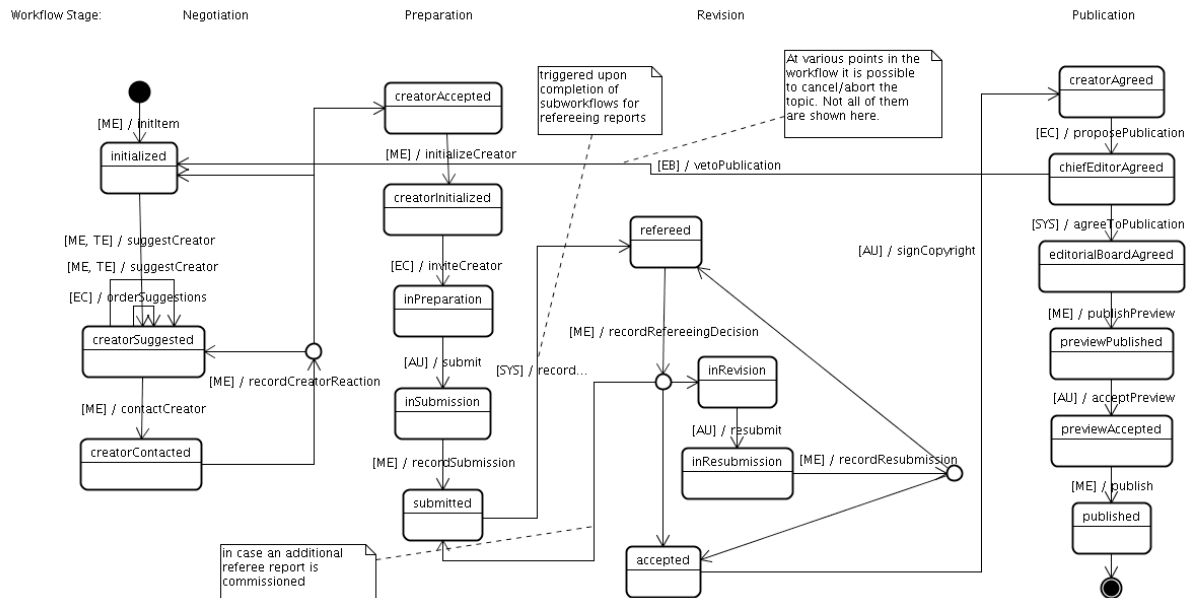 Workflow Stage:
Negotiation
Preparation
Revision
Publication
[ME] / initItem
initialized
[ME, TE] / suggestCreator
[ME, TE] / suggestCreator
[EC] / orderSuggestions
creatorSuggested
[ME] / recordCreatorReaction
[ME] / contactCreator
creatorContacted
creatorAccepted
[ME] / initializeCreator
creatorInitialized
[EC] / inviteCreator
inPreparation
[AU] / submit
inSubmission
[ME] / recordSubmission
submitted
in case an additional
referee report is
commissioned
triggered upon
completion of
subworkflows for
refereeing reports
At various points in the
workflow it is possible
to cancel/abort the
topic. Not all of them
are shown here.
[EB] / vetoPublication
refereed
[ME] / recordRefereeingDecision
[SYS] / record...
inRevision
[AU] / resubmit
inResubmission
[ME] / recordResubmission
accepted
[AU] / signCopyright
creatorAgreed
[EC] / proposePublication
chiefEditorAgreed
[SYS] / agreeToPublication
editorialBoardAgreed
[ME] / publishPreview
previewPublished
[AU] / acceptPreview
previewAccepted
[ME] / publish
published